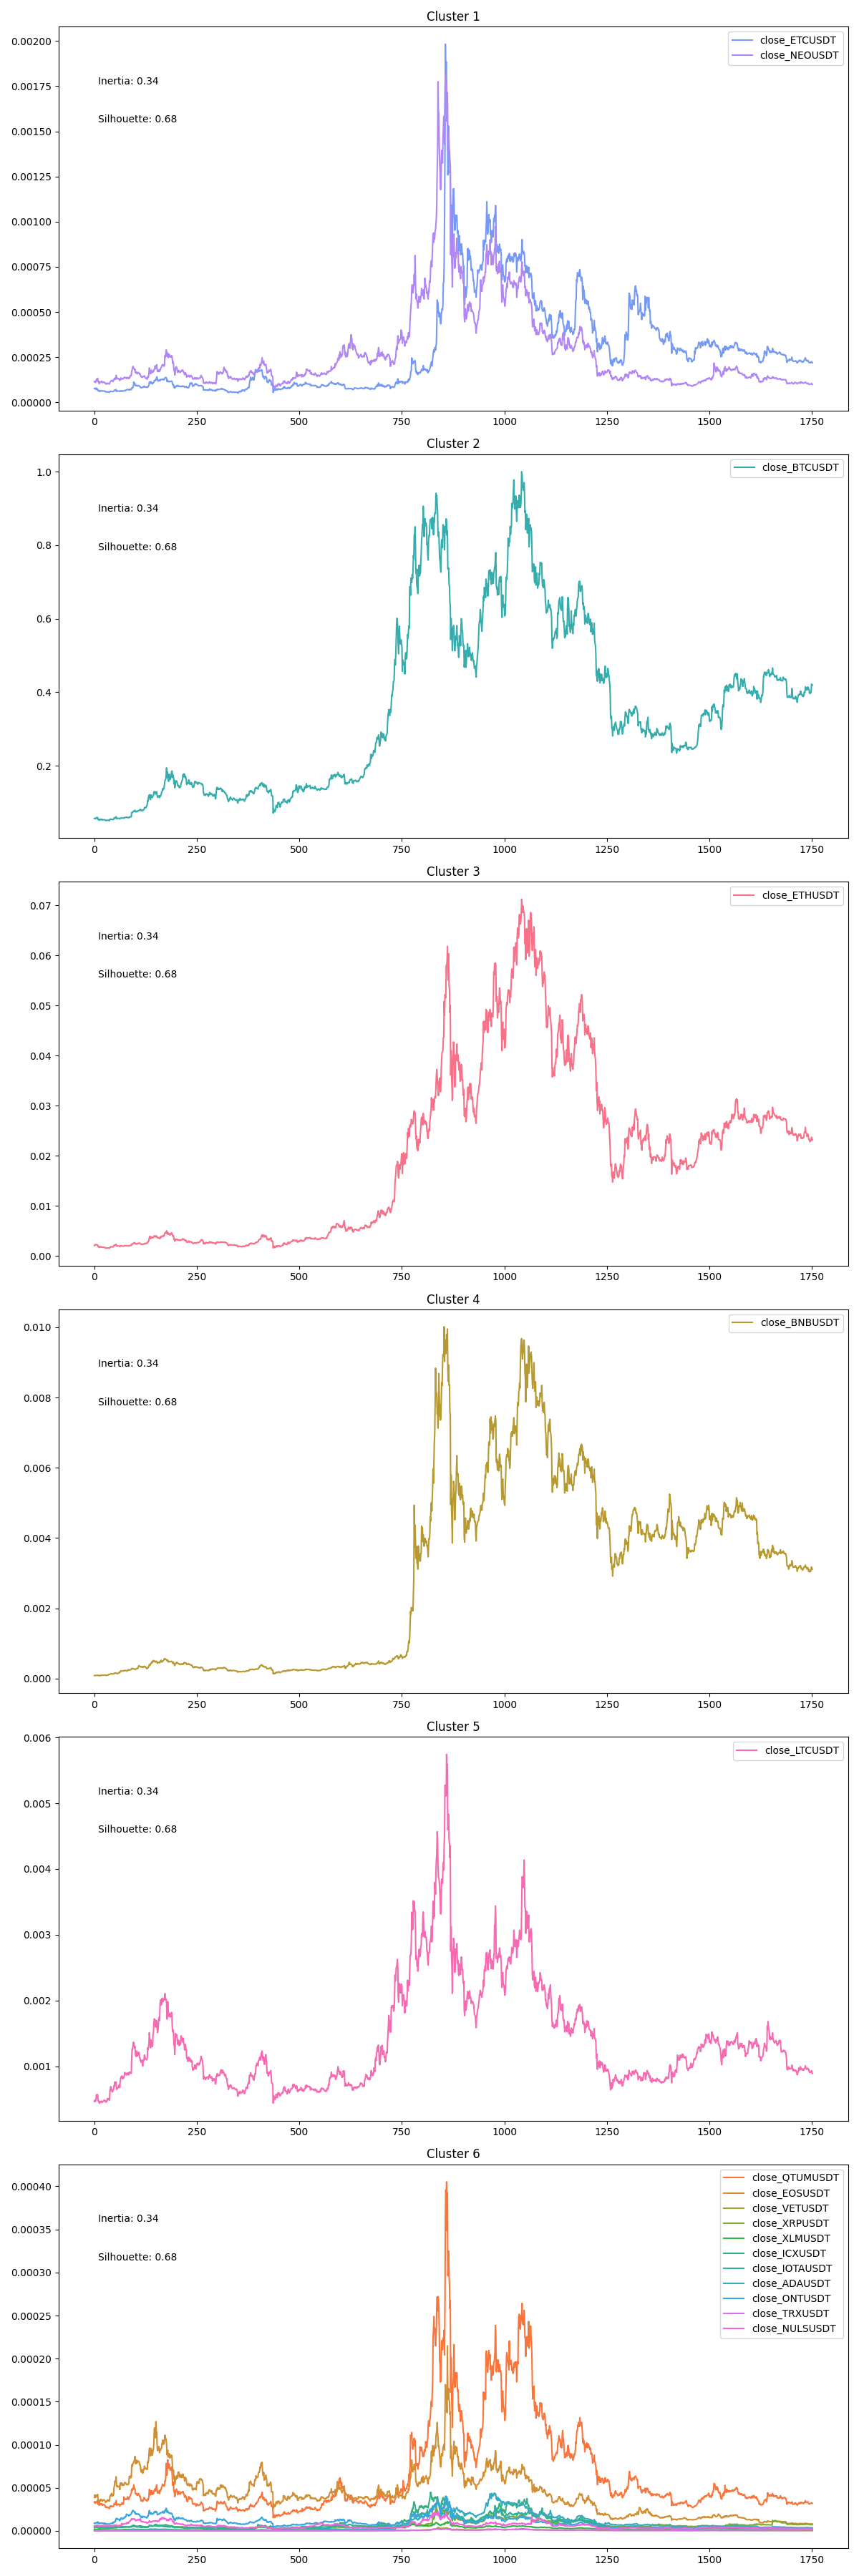 Cluster 1
0.00200
0.00175
0.00150
0.00125
0.00100
0.00075
0.00050
0.00025
0.00000
Inertia: 0.34
Silhouette: 0.68
close_ETCUSDT
close_NEOUSDT
0 250 500 750 1000 1250 1500 1750
Cluster 2
1.0
0.8
0.6
0.4
0.2
Inertia: 0.34
Silhouette: 0.68
close_BTCUSDT
0 250 500 750 1000 1250 1500 1750
Cluster 3
0.07
0.06
0.05
0.04
0.03
0.02
0.01
0.00
Inertia: 0.34
Silhouette: 0.68
close_ETHUSDT
0 250 500 750 1000 1250 1500 1750
Cluster 4
0.010
0.008
0.006
0.004
0.002
0.000
Inertia: 0.34
Silhouette: 0.68
close_BNBUSDT
0 250 500 750 1000 1250 1500 1750
Cluster 5
0.006
0.005
0.004
0.003
0.002
0.001
Inertia: 0.34
Silhouette: 0.68
close_LTCUSDT
0 250 500 750 1000 1250 1500 1750
Cluster 6
0.00040
0.00035
0.00030
0.00025
0.00020
0.00015
0.00010
0.00005
0.00000
Inertia: 0.34
Silhouette: 0.68
close_QTUMUSDT
close_EOSUSDT
close_VETUSDT
close_XRPUSDT
close_XLMUSDT
close_ICXUSDT
close_IOTAUSDT
close_ADAUSDT
close_ONTUSDT
close_TRXUSDT
close_NULSUSDT
0 250 500 750 1000 1250 1500 1750